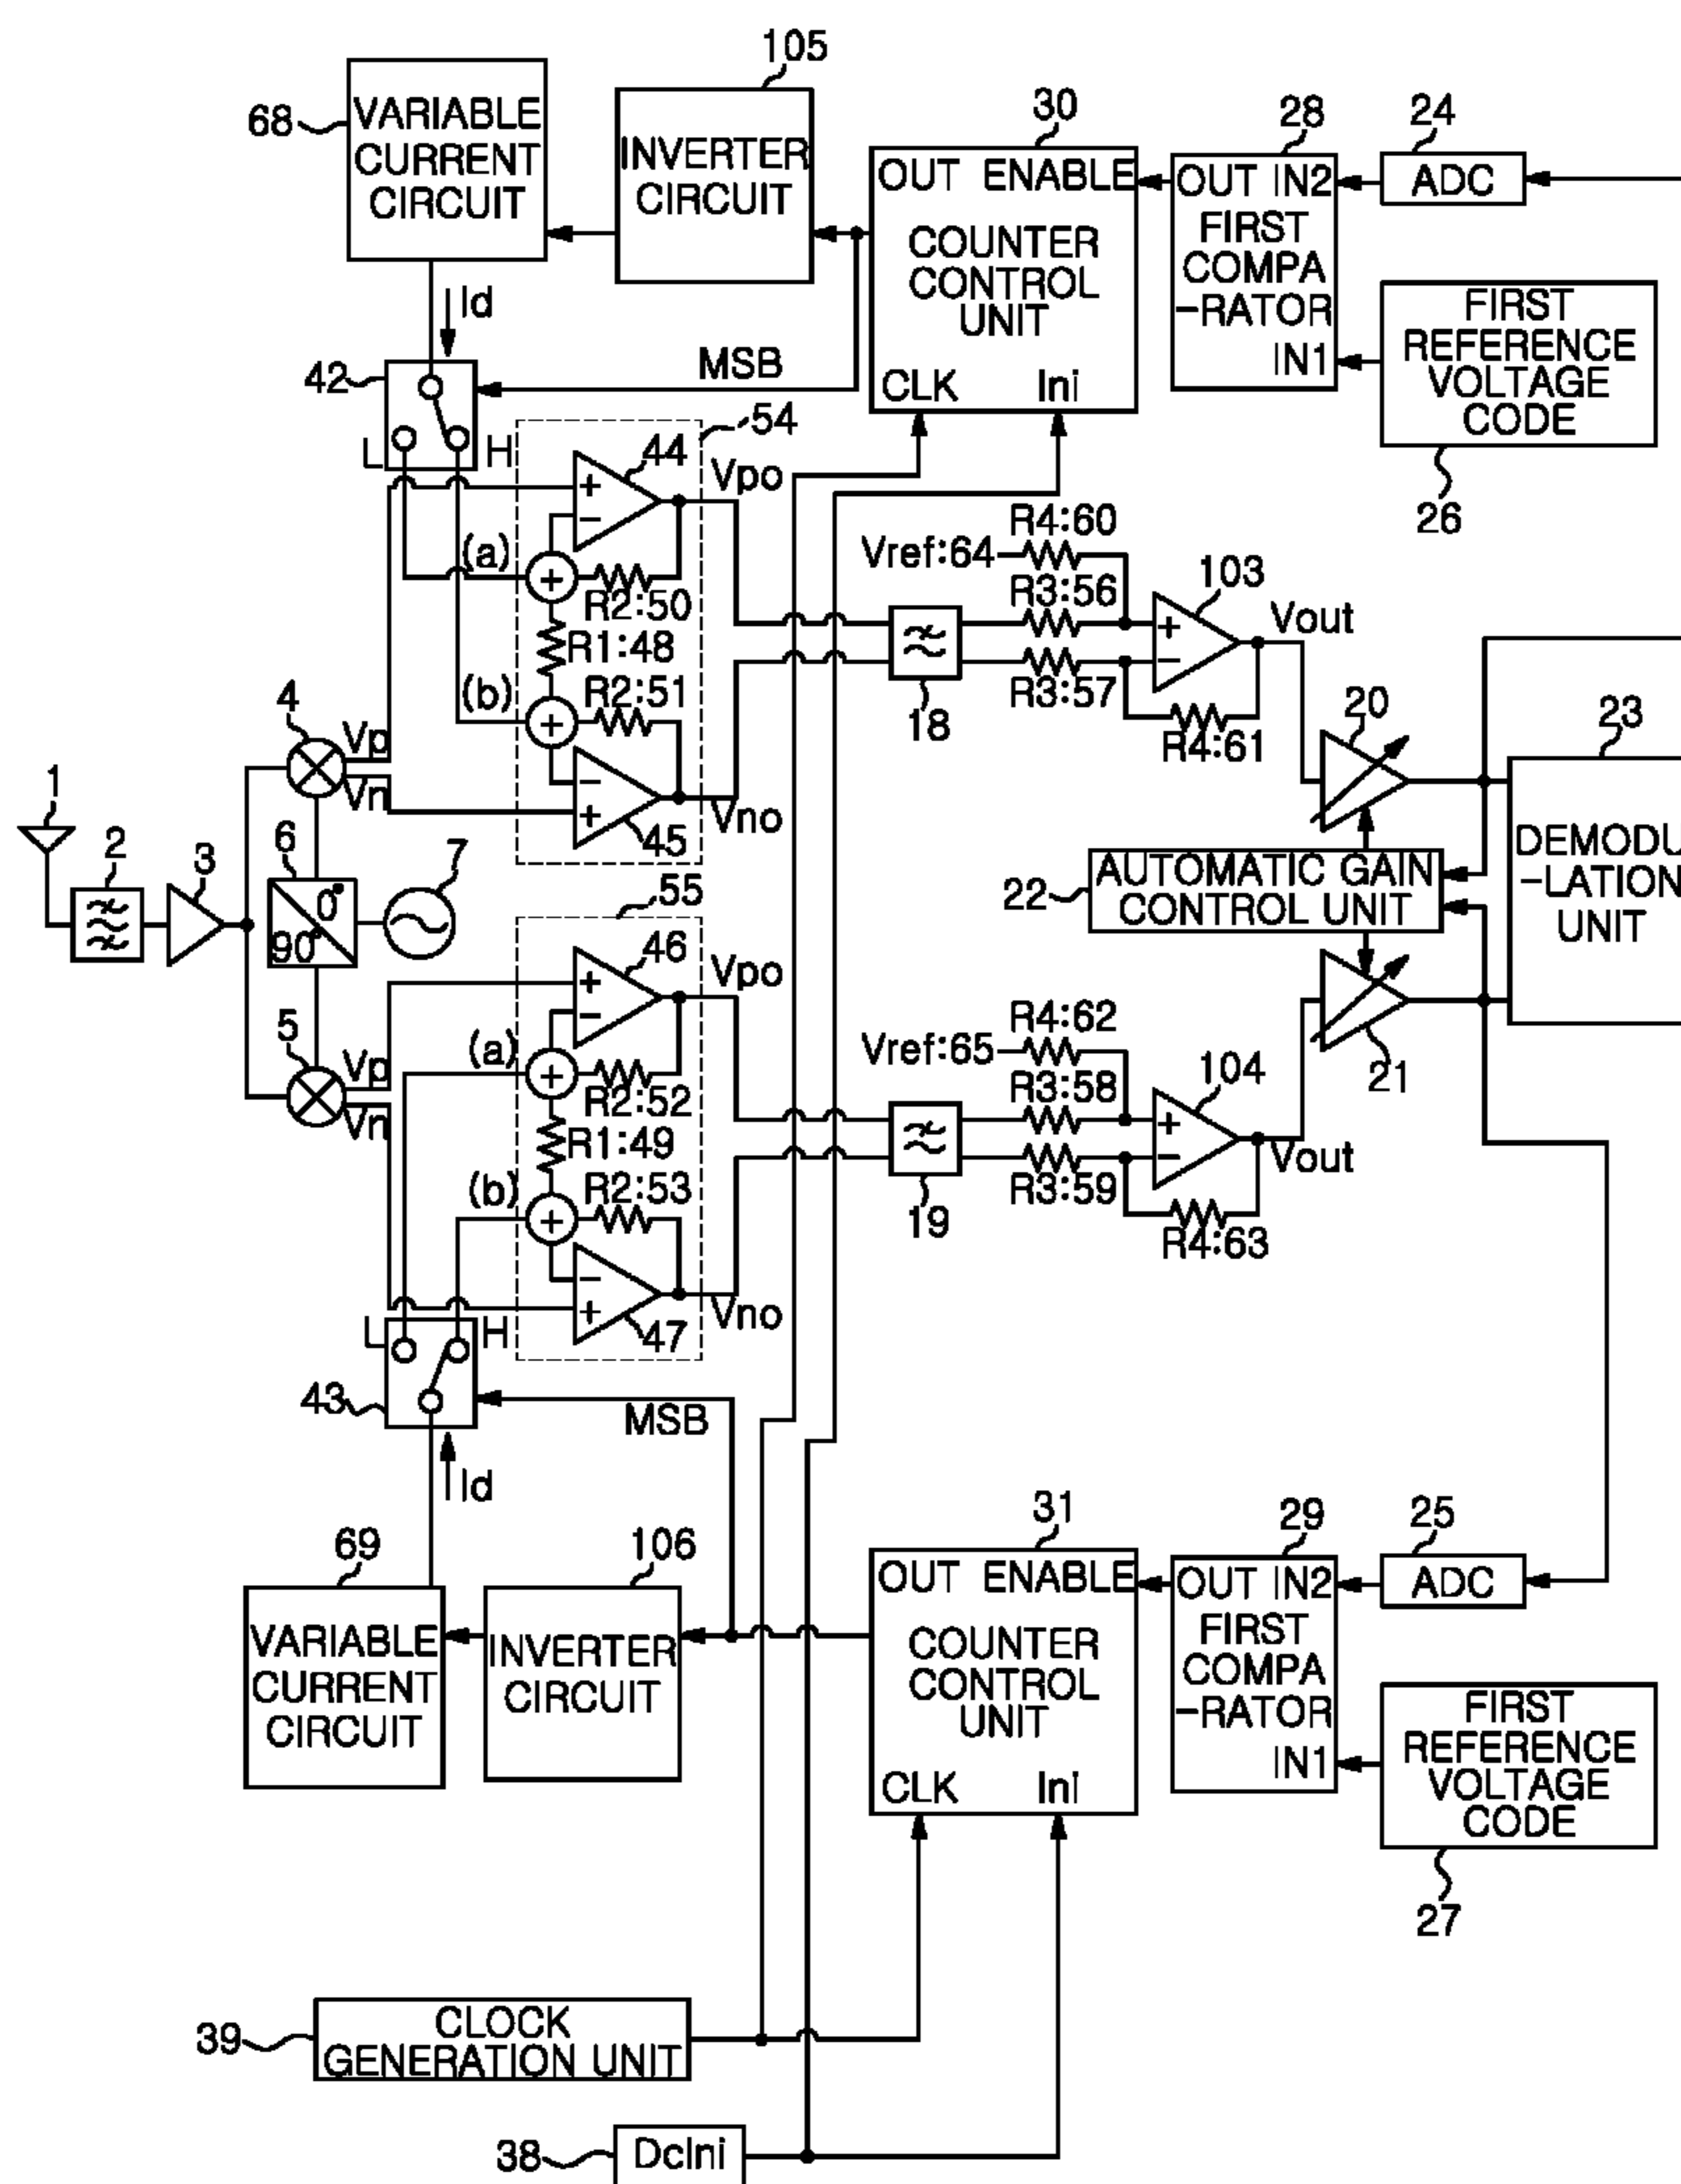 105
68
VARIABLE
CURRENT
CIRCUIT
INVERTER
CIRCUIT
30
OUT ENABLE
COUNTER
CONTROL
UNIT
CLK Ini
28
OUT IN2
FIRST
COMPA
-RATOR
IN1
24
ADC
FIRST
REFERENCE
VOLTAGE
CODE
26
Id
42
L
H
MSB
54
44
Vpo
+
−
(a)
+
R2:50
R1:48
(b)
R2:51
+
−
+
45
Vno
R4:60
Vref:64
R3:56
103
+
−
Vout
R3:57
18
R4:61
20
23
DEMODU
-LATION
UNIT
22
AUTOMATIC GAIN
CONTROL UNIT
21
1
2
3
4
Vp
Vn
6
0°
90°
7
5
Vp
Vn
55
46
Vpo
+
−
(a)
+
R2:52
R1:49
(b)
R2:53
+
−
+
47
Vno
R4:62
Vref:65
R3:58
104
+
−
Vout
R3:59
19
R4:63
L
H
43
MSB
Id
69
VARIABLE
CURRENT
CIRCUIT
106
INVERTER
CIRCUIT
31
OUT ENABLE
COUNTER
CONTROL
UNIT
CLK Ini
29
OUT IN2
FIRST
COMPA
-RATOR
IN1
25
ADC
FIRST
REFERENCE
VOLTAGE
CODE
27
39
CLOCK
GENERATION UNIT
38
DcIni